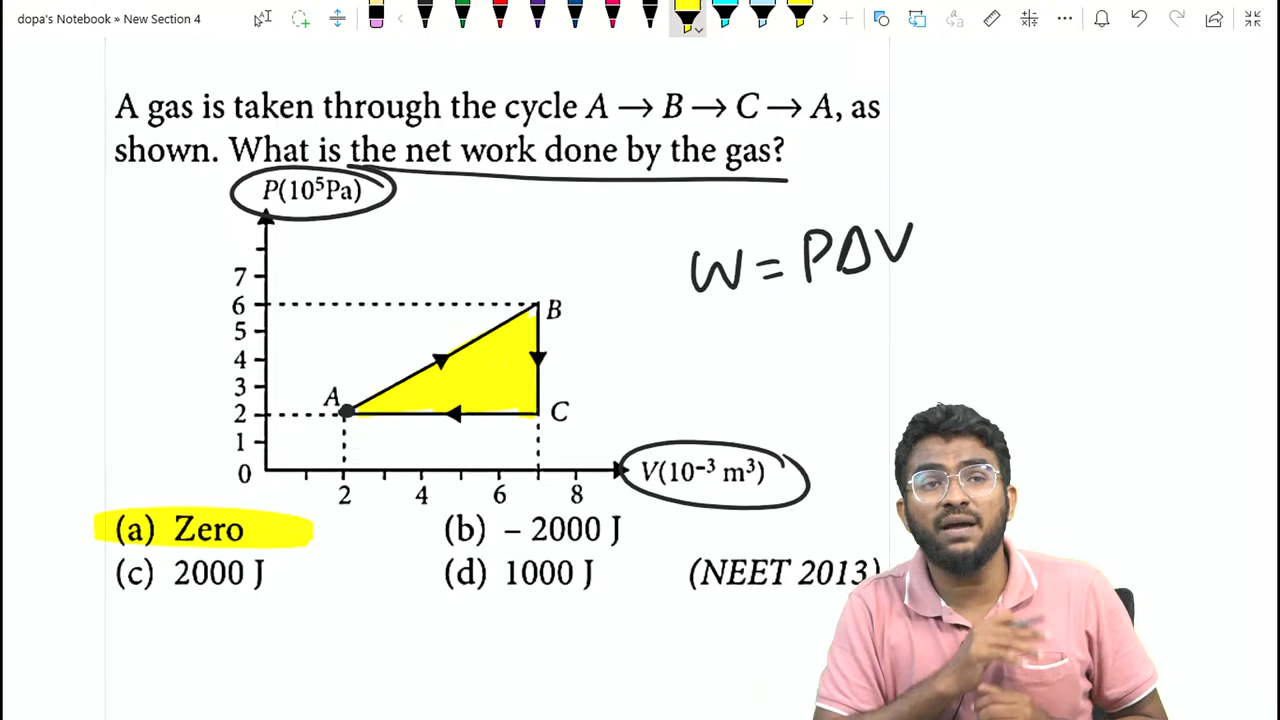 dopa's Notebook » New Section 4
A gas is taken through the cycle A → B → C → A, as
shown. What is the net work done by the gas?
P(10⁵Pa)
W = PΔV
7
6
B
5
4
3
A
2
C
1
0
V(10⁻³ m³)
2 4 6 8
(a) Zero (b) – 2000 J
(c) 2000 J (d) 1000 J (NEET 2013)